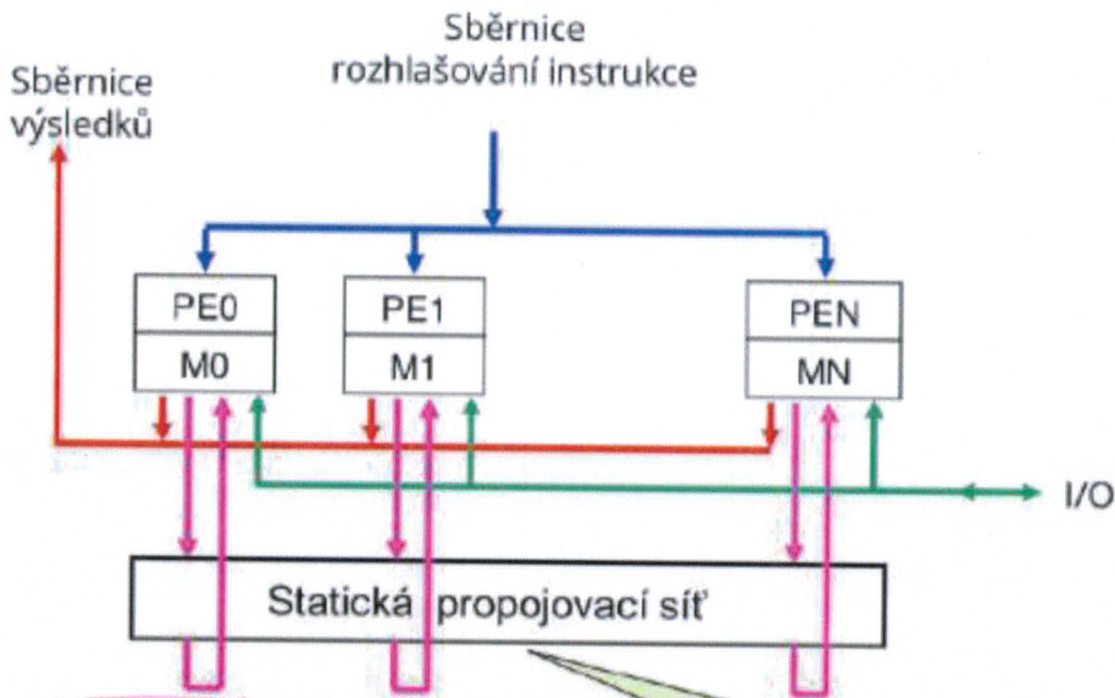 Sběrnice
rozhlašování instrukce
Sběrnice
výsledků
PE0
PE1
PEN
M0
M1
MN
I/O
Statická propojovací síť